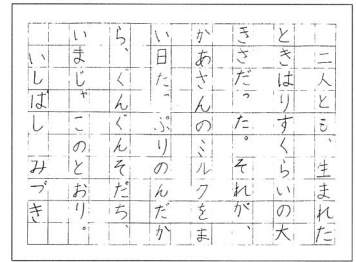 二人とも、生まれた
ときはりすくらいの大
きさだった。それが、
かあさんのミルクをま
い日たっぷりのんだか
ら、ぐんぐんそだち、
いまじゃこのとおり。
いしばし みづき